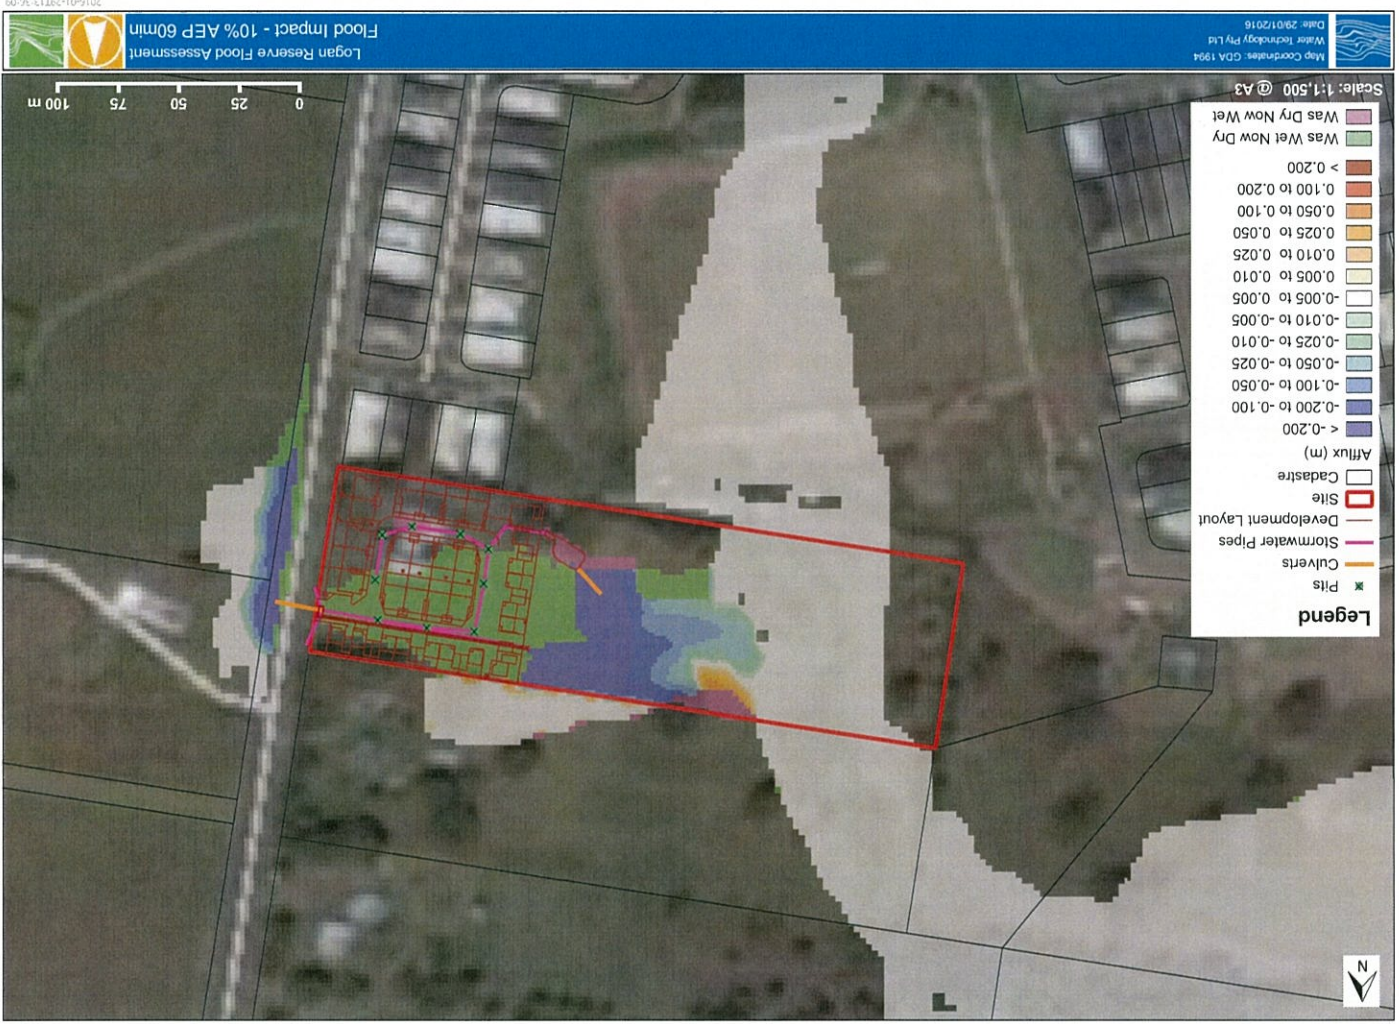 N
Legend
Pits
Culverts
Stormwater Pipes
Development Layout
Site
Cadastre
Afflux (m)
< -0.200
-0.200 to -0.100
-0.100 to -0.050
-0.050 to -0.025
-0.025 to -0.010
-0.010 to -0.005
-0.005 to 0.005
0.005 to 0.010
0.010 to 0.025
0.025 to 0.050
0.050 to 0.100
0.100 to 0.200
> 0.200
Was Wet Now Dry
Was Dry Now Wet
Scale: 1:1,500 @ A3
0 25 50 75 100 m
Map Coordinates: GDA 1994
Water Technology Pty Ltd
Date: 29/01/2016
Logan Reserve Flood Assessment
Flood Impact - 10% AEP 60min